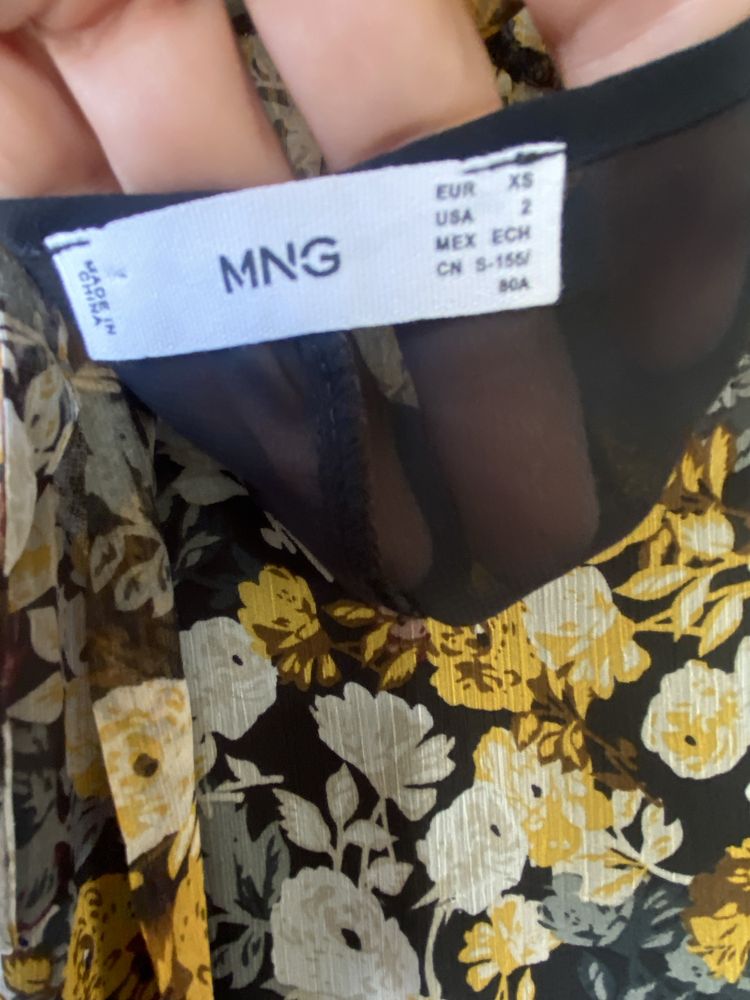 MADE IN
CHINA
MNG
EUR XS
USA 2
MEX ECH
CN S-155/
80A